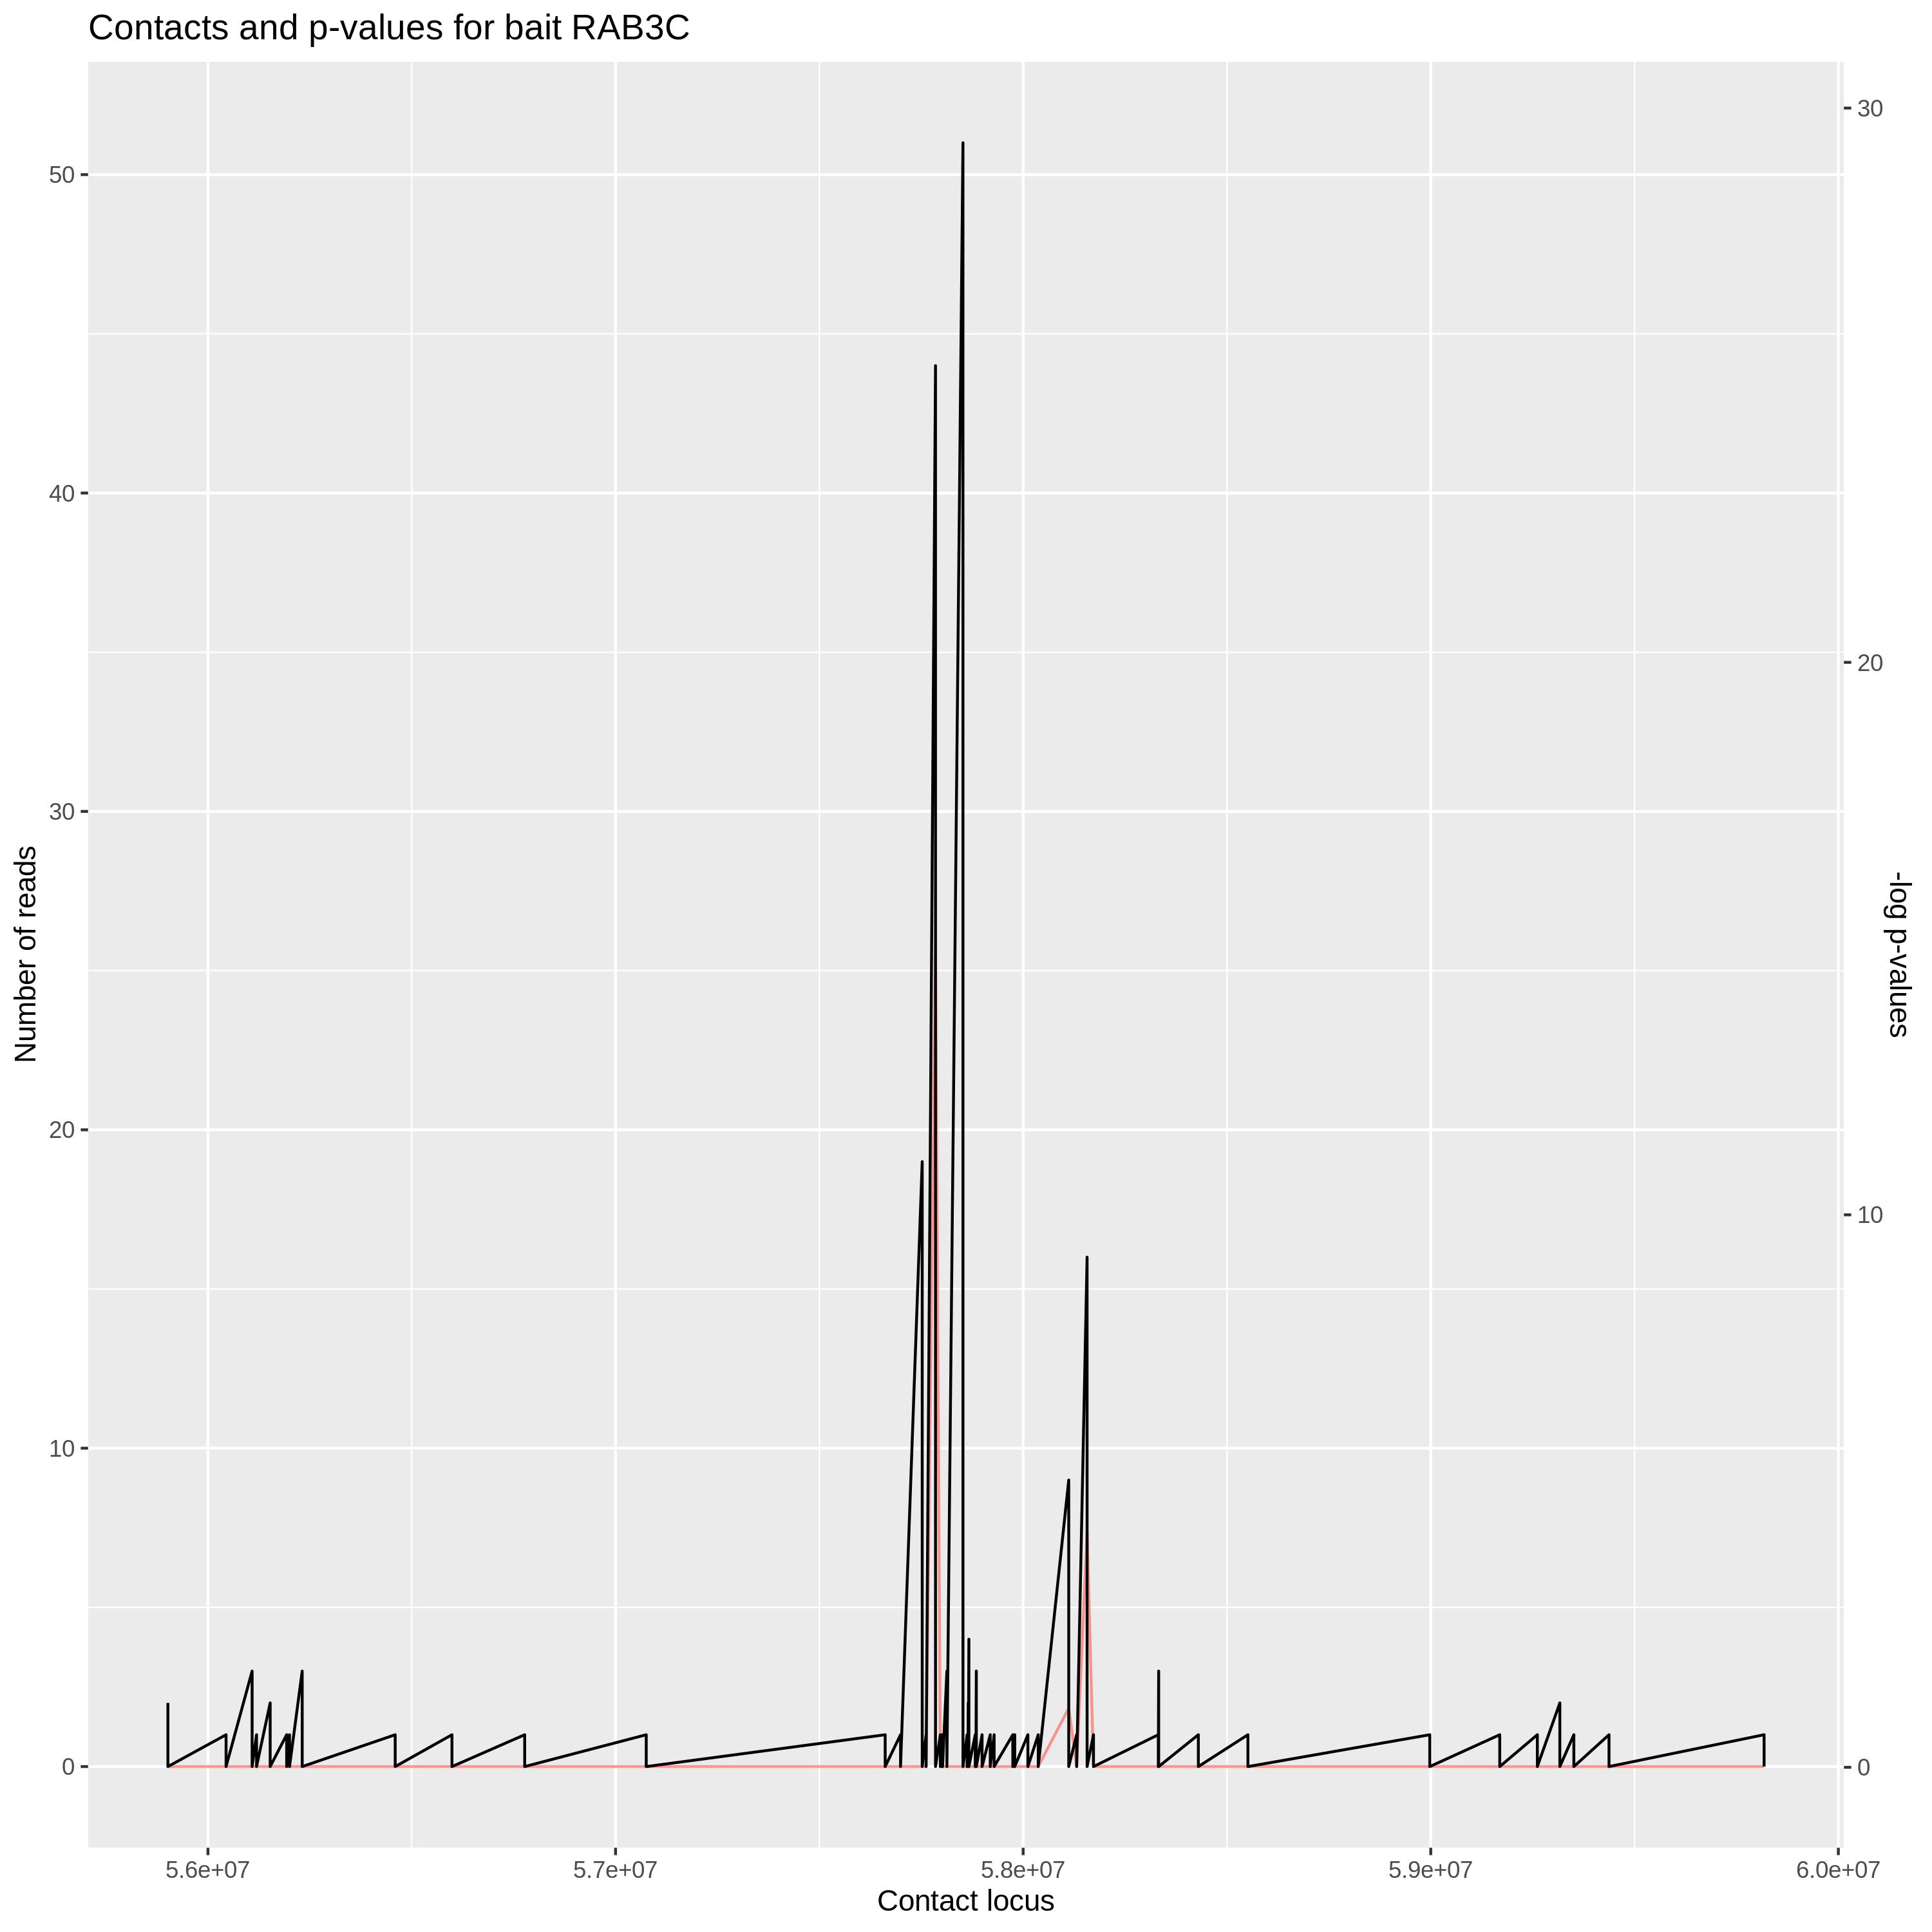 Contacts and p-values for bait RAB3C
50
40
30
20
10
0
Number of reads
30
20
10
0
-log p-values
5.6e+07
5.7e+07
5.8e+07
5.9e+07
6.0e+07
Contact locus